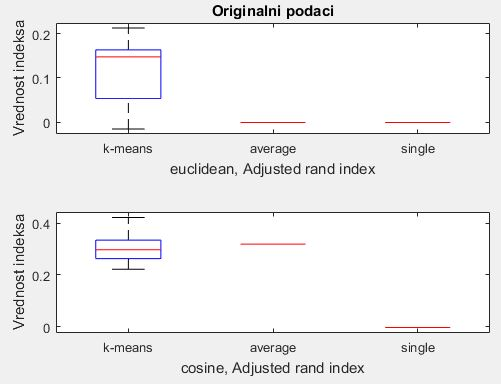 Originalni podaci
Vrednost indeksa
0.2
0.1
0
k-means average single
euclidean, Adjusted rand index
Vrednost indeksa
0.4
0.2
0
k-means average single
cosine, Adjusted rand index